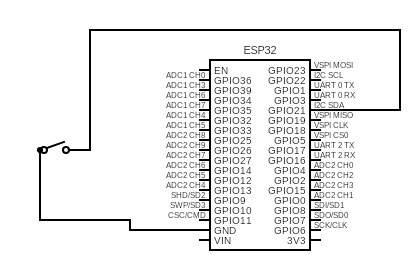 ESP32
EN GPIO23 VSPI MOSI
ADC1 CH0 GPIO36 GPIO22 I2C SCL
ADC1 CH3 GPIO39 GPIO1 UART 0 TX
ADC1 CH6 GPIO34 GPIO3 UART 0 RX
ADC1 CH7 GPIO35 GPIO21 I2C SDA
ADC1 CH4 GPIO32 GPIO19 VSPI MISO
ADC1 CH5 GPIO33 GPIO18 VSPI CLK
ADC2 CH8 GPIO25 GPIO5 VSPI CS0
ADC2 CH9 GPIO26 GPIO17 UART 2 TX
ADC2 CH7 GPIO27 GPIO16 UART 2 RX
ADC2 CH6 GPIO14 GPIO4 ADC2 CH0
ADC2 CH5 GPIO12 GPIO2 ADC2 CH2
ADC2 CH4 GPIO13 GPIO15 ADC2 CH3
SHD/SD2 GPIO9 GPIO0 ADC2 CH1
SWP/SD3 GPIO10 GPIO8 SDI/SD1
CSC/CMD GPIO11 GPIO7 SDO/SD0
GND GPIO6 SCK/CLK
VIN 3V3